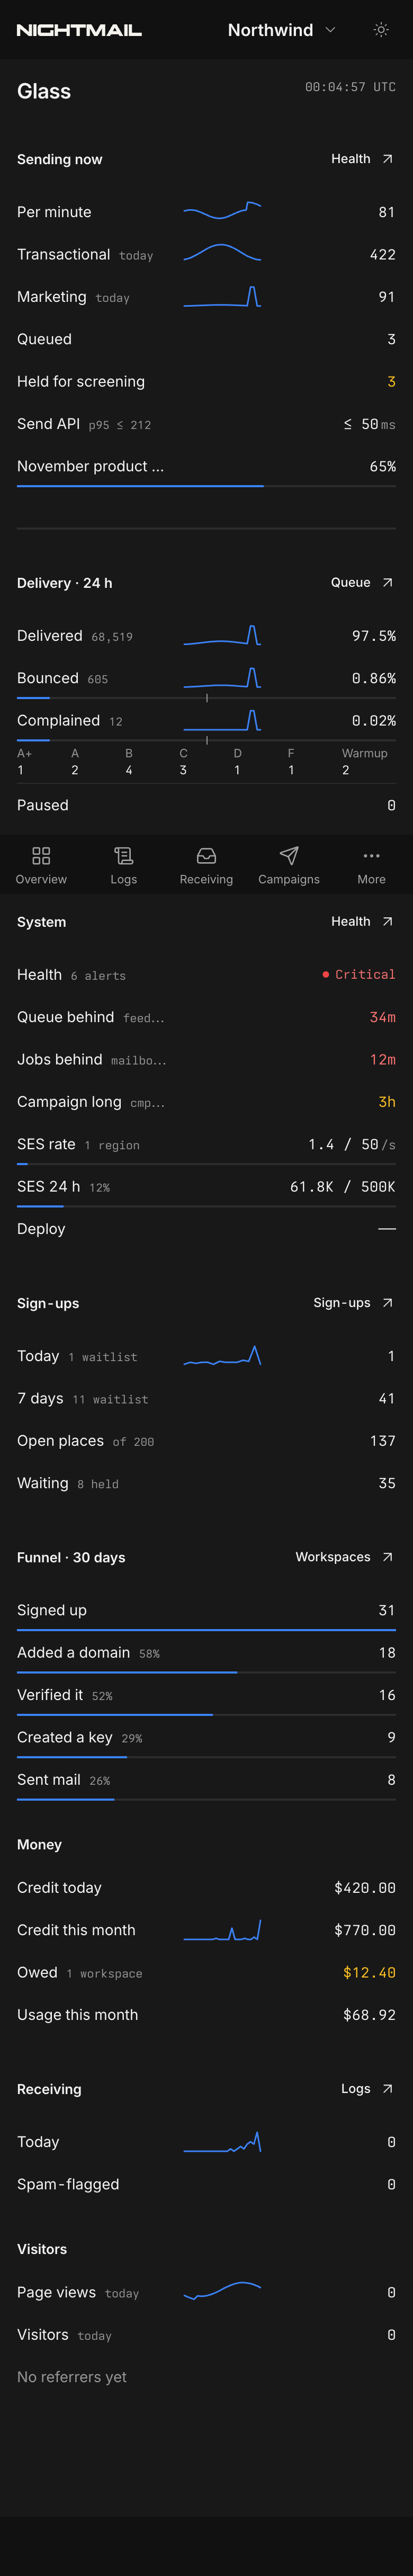 NIGHTMAIL Northwind
Glass 00:04:57 UTC
Sending now Health
Per minute 81
Transactional today 422
Marketing today 91
Queued 3
Held for screening 3
Send API p95 ≤ 212 ≤ 50 ms
November product ... 65%
Delivery · 24 h Queue
Delivered 68,519 97.5%
Bounced 605 0.86%
Complained 12 0.02%
A+ A B C D F Warmup
1 2 4 3 1 1 2
Paused 0
Overview Logs Receiving Campaigns More
System Health
Health 6 alerts Critical
Queue behind feed... 34m
Jobs behind mailbo... 12m
Campaign long cmp... 3h
SES rate 1 region 1.4 / 50 /s
SES 24 h 12% 61.8K / 500K
Deploy —
Sign-ups Sign-ups
Today 1 waitlist 1
7 days 11 waitlist 41
Open places of 200 137
Waiting 8 held 35
Funnel · 30 days Workspaces
Signed up 31
Added a domain 58% 18
Verified it 52% 16
Created a key 29% 9
Sent mail 26% 8
Money
Credit today $420.00
Credit this month $770.00
Owed 1 workspace $12.40
Usage this month $68.92
Receiving Logs
Today 0
Spam-flagged 0
Visitors
Page views today 0
Visitors today 0
No referrers yet